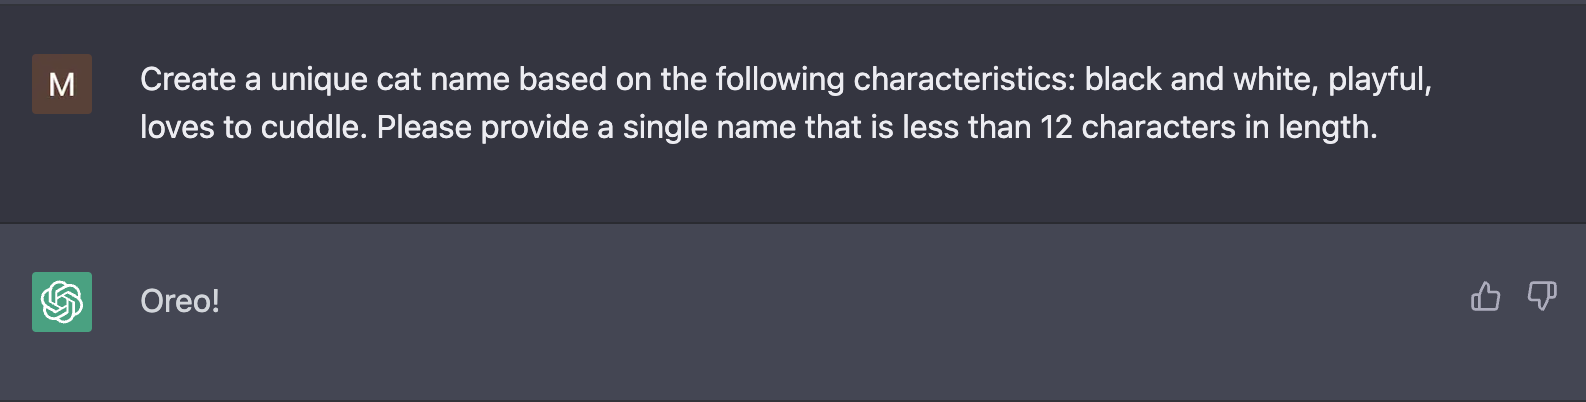 M
Create a unique cat name based on the following characteristics: black and white, playful,
loves to cuddle. Please provide a single name that is less than 12 characters in length.
Oreo!